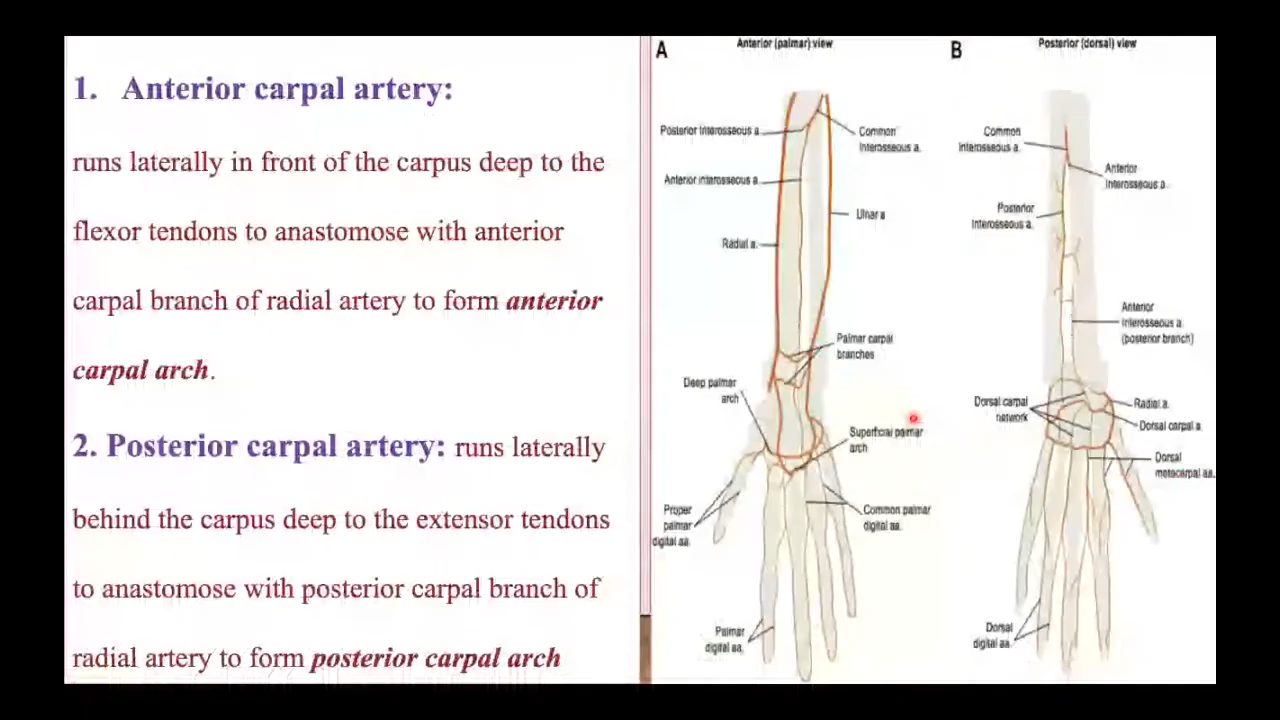 1. Anterior carpal artery:
runs laterally in front of the carpus deep to the
flexor tendons to anastomose with anterior
carpal branch of radial artery to form anterior
carpal arch.
2. Posterior carpal artery: runs laterally
behind the carpus deep to the extensor tendons
to anastomose with posterior carpal branch of
radial artery to form posterior carpal arch
A
Anterior (palmar) view
Posterior interosseous a.
Common
interosseous a.
Anterior interosseous a.
Ulnar a
Radial a.
Palmar carpal
branches
Deep palmar
arch
Superficial palmar
arch
Proper
palmar
digital aa.
Common palmar
digital aa.
Palmar
digital aa.
B
Posterior (dorsal) view
Common
interosseous a.
Anterior
interosseous a.
Posterior
interosseous a.
Anterior
interosseous a.
(posterior branch)
Dorsal carpal
network
Radial a.
Dorsal carpal a.
Dorsal
metacarpal aa.
Dorsal
digital aa.